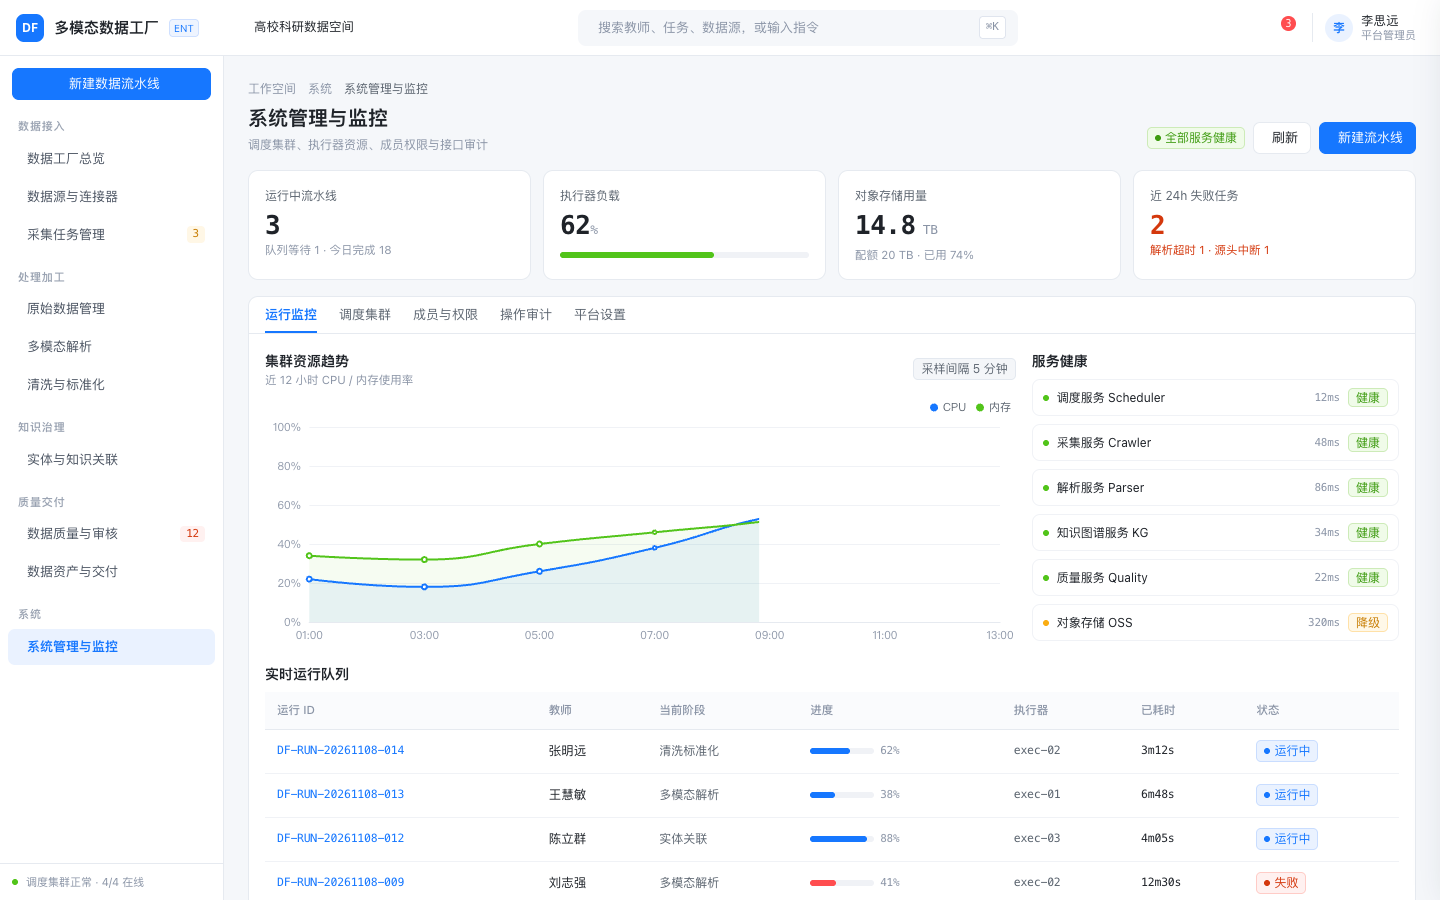 DF 多模态数据工厂 ENT
高校科研数据空间
搜索教师、任务、数据源，或输入指令 ⌘K
3
李 李思远
平台管理员
新建数据流水线
数据接入
数据工厂总览
数据源与连接器
采集任务管理 3
处理加工
原始数据管理
多模态解析
清洗与标准化
知识治理
实体与知识关联
质量交付
数据质量与审核 12
数据资产与交付
系统
系统管理与监控
调度集群正常 · 4/4 在线
工作空间 系统 系统管理与监控
系统管理与监控
调度集群、执行器资源、成员权限与接口审计
全部服务健康 刷新 新建流水线
运行中流水线
3
队列等待 1 · 今日完成 18
执行器负载
62%
对象存储用量
14.8 TB
配额 20 TB · 已用 74%
近 24h 失败任务
2
解析超时 1 · 源头中断 1
运行监控 调度集群 成员与权限 操作审计 平台设置
集群资源趋势
近 12 小时 CPU / 内存使用率
采样间隔 5 分钟
CPU 内存
100%
80%
60%
40%
20%
0%
01:00 03:00 05:00 07:00 09:00 11:00 13:00
服务健康
调度服务 Scheduler 12ms 健康
采集服务 Crawler 48ms 健康
解析服务 Parser 86ms 健康
知识图谱服务 KG 34ms 健康
质量服务 Quality 22ms 健康
对象存储 OSS 320ms 降级
实时运行队列
运行 ID 教师 当前阶段 进度 执行器 已耗时 状态
DF-RUN-20261108-014 张明远 清洗标准化 62% exec-02 3m12s 运行中
DF-RUN-20261108-013 王慧敏 多模态解析 38% exec-01 6m48s 运行中
DF-RUN-20261108-012 陈立群 实体关联 88% exec-03 4m05s 运行中
DF-RUN-20261108-009 刘志强 多模态解析 41% exec-02 12m30s 失败